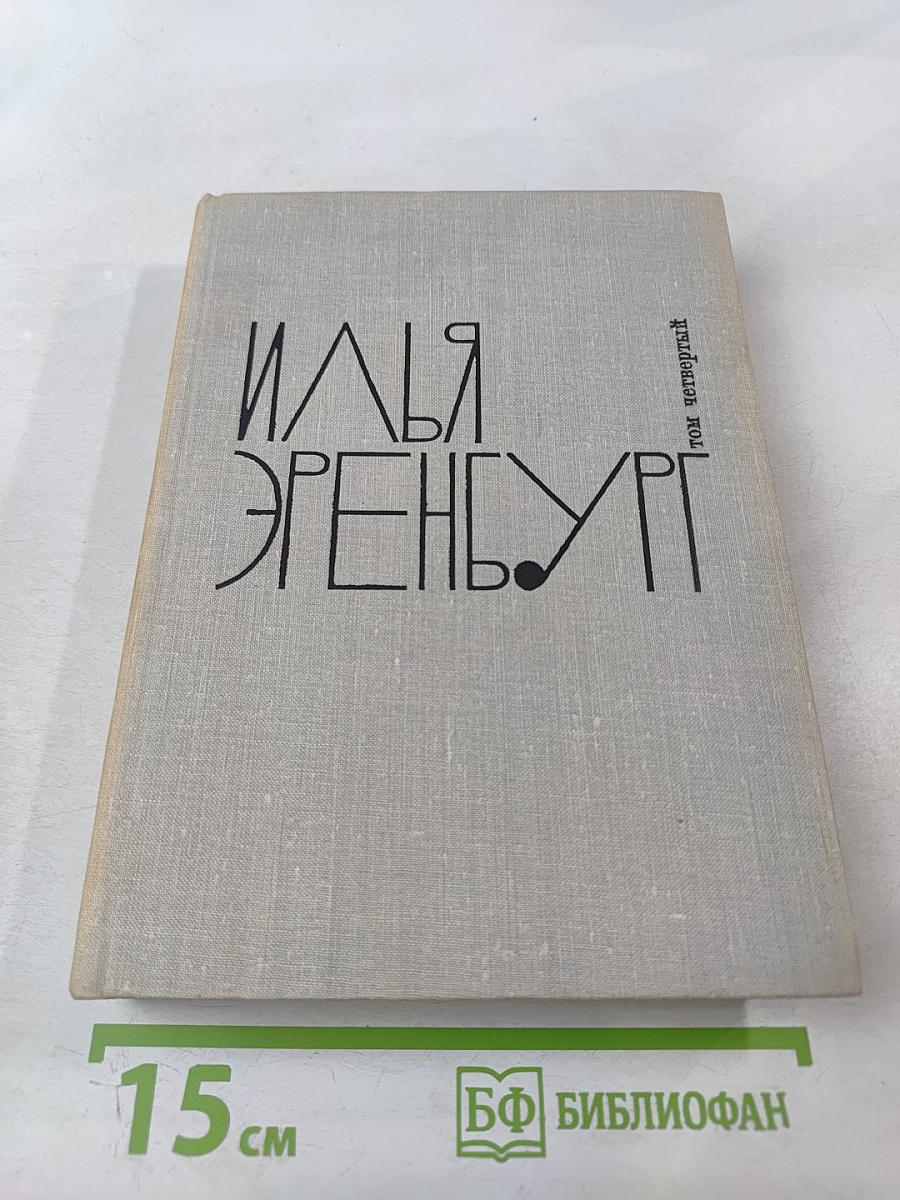 ИЛЬЯ
ЭРЕНБУРГ
том четвертый
15 см
БФ БИБЛИОФАН